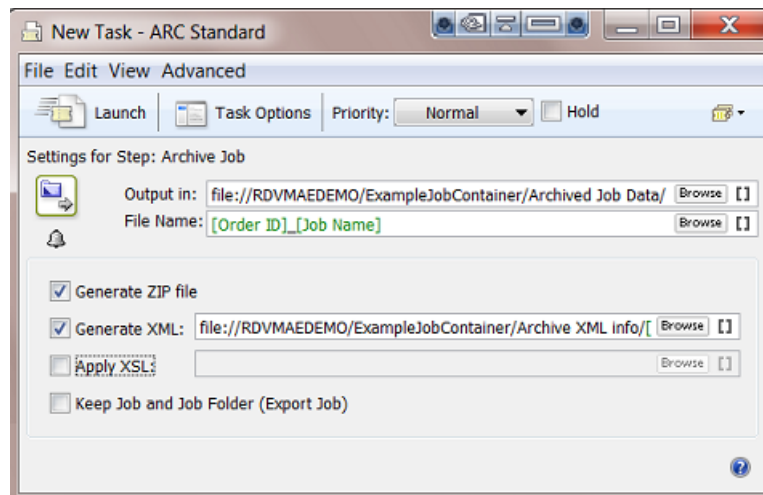 New Task - ARC Standard
File Edit View Advanced
Launch Task Options Priority: Normal Hold
Settings for Step: Archive Job
Output in: file://RDVMAEDEMO/ExampleJobContainer/Archived Job Data/ Browse []
File Name: [Order ID]_[Job Name] Browse []
Generate ZIP file
Generate XML: file://RDVMAEDEMO/ExampleJobContainer/Archive XML info/[ Browse []
Apply XSL: Browse []
Keep Job and Job Folder (Export Job)